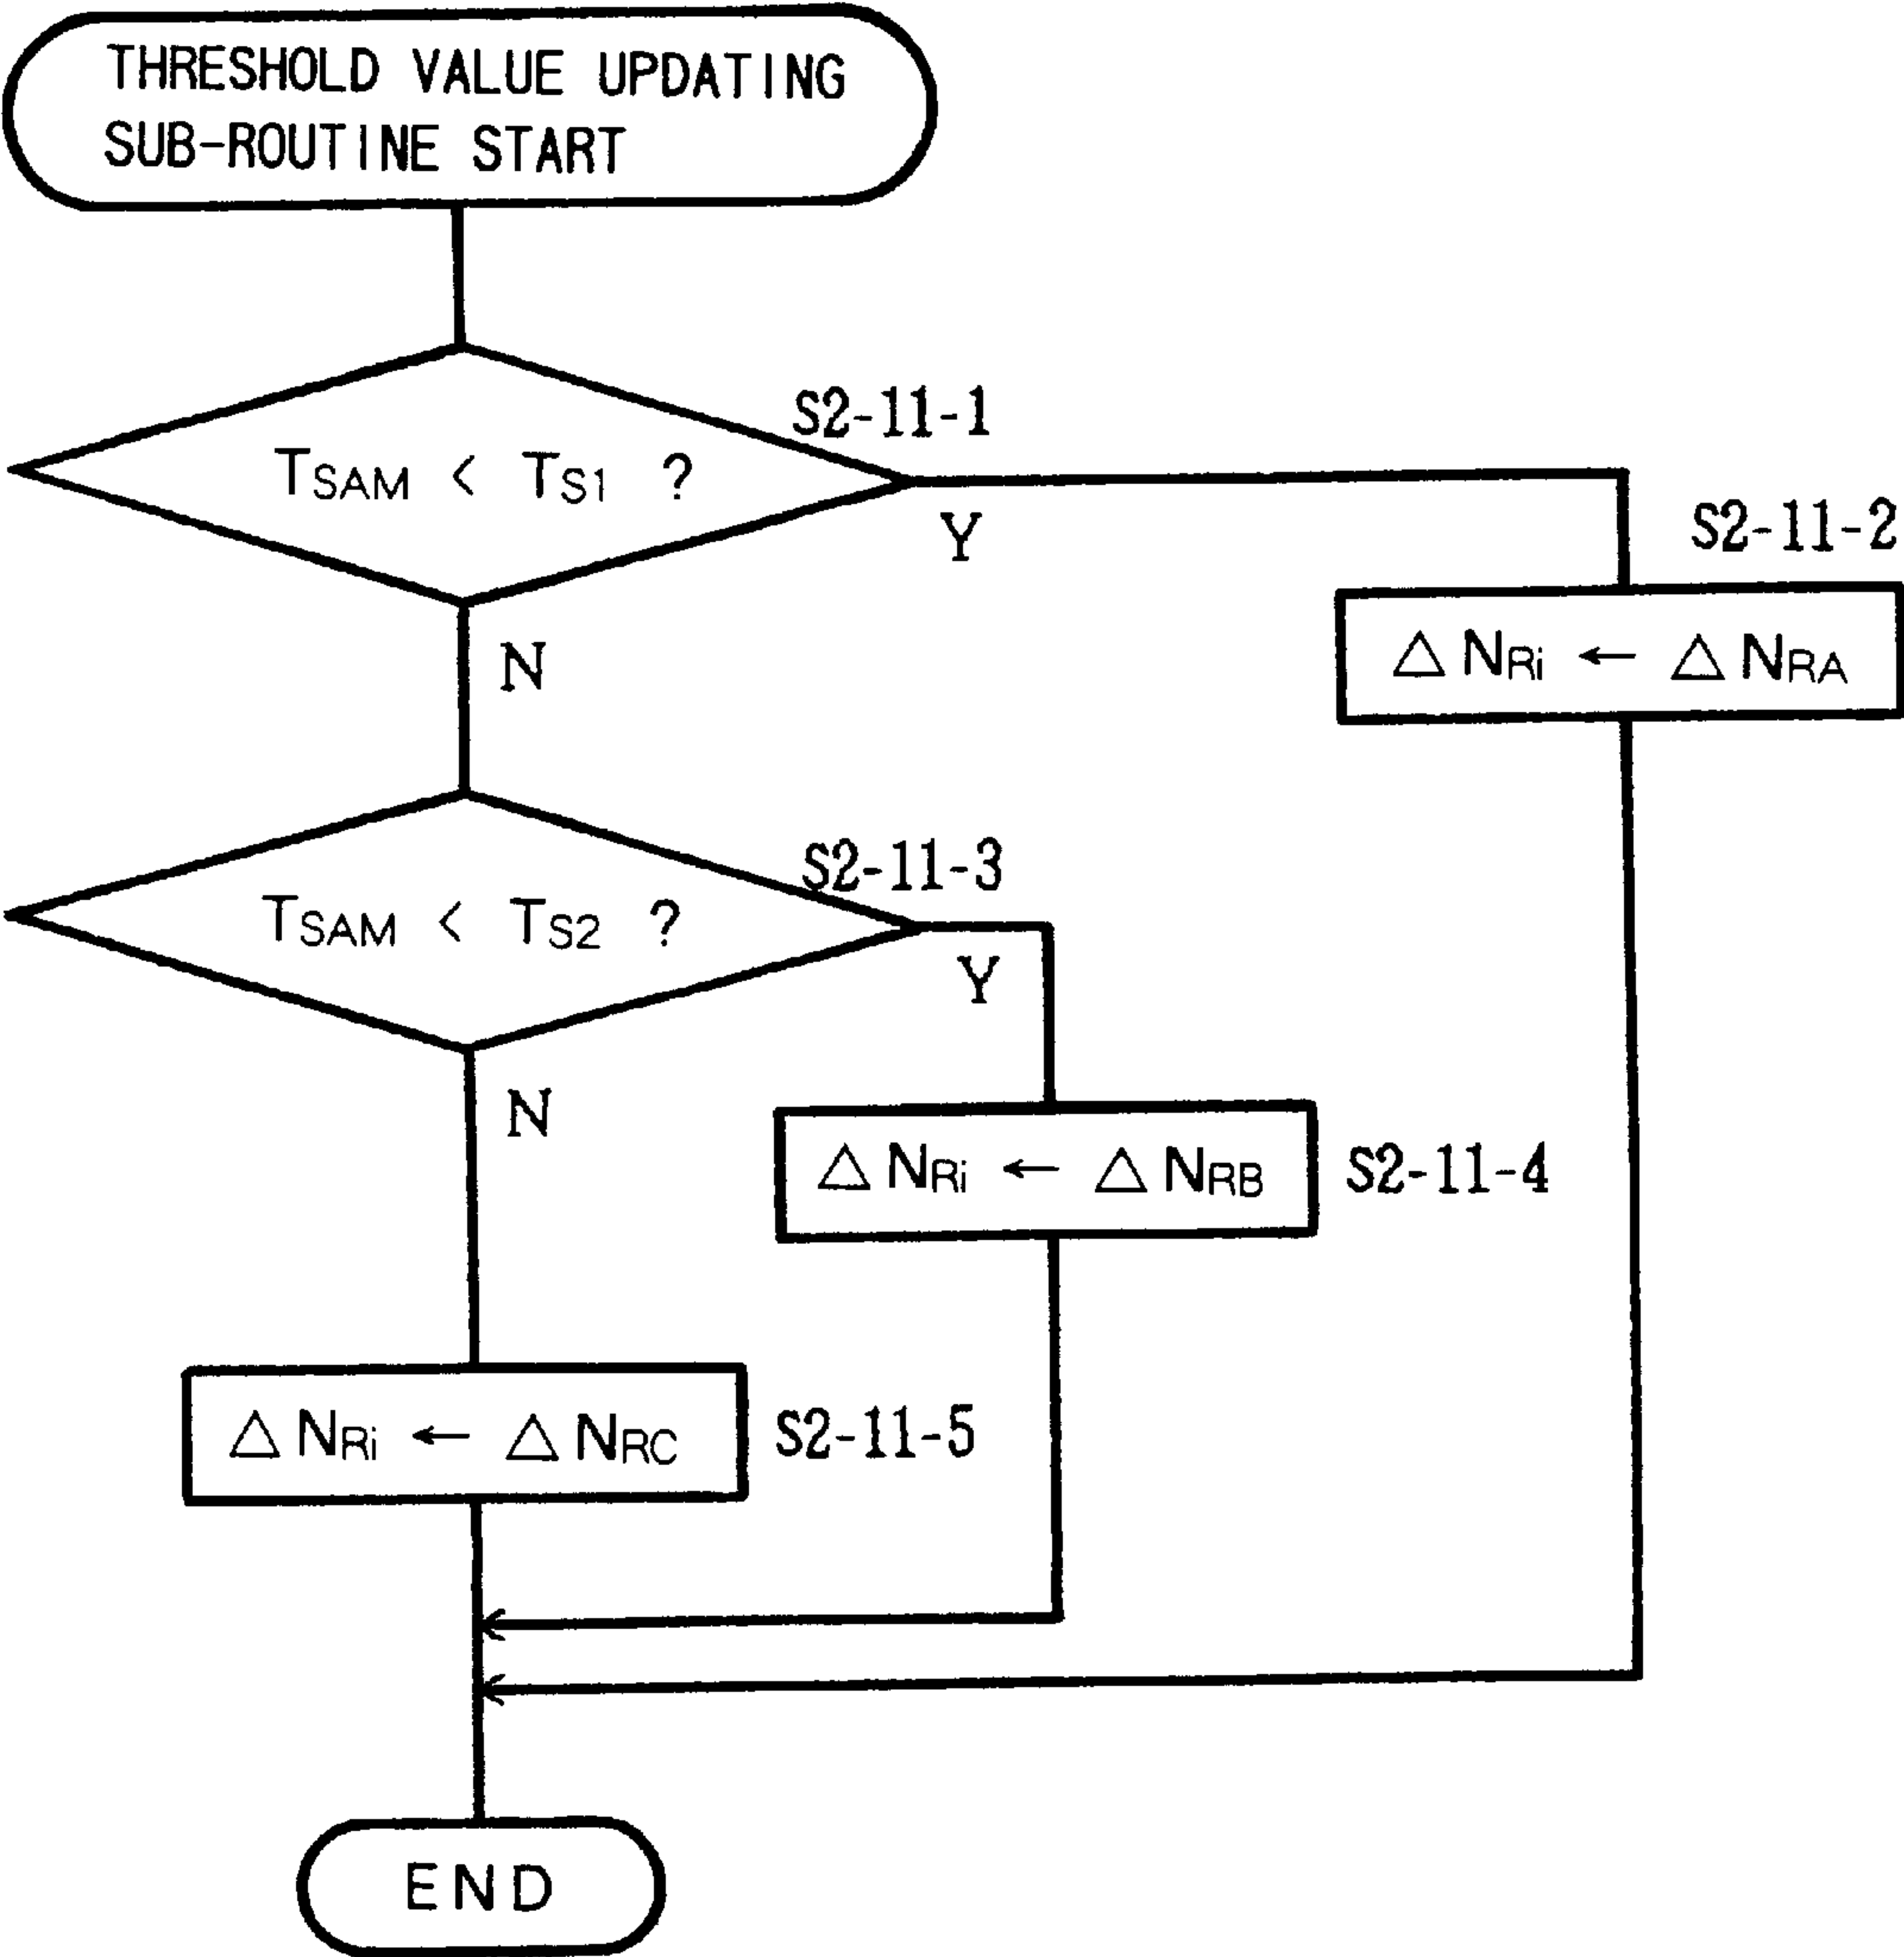 THRESHOLD VALUE UPDATING
SUB-ROUTINE START
S2-11-1
TSAM < TS1 ?
Y
S2-11-2
△NRi ← △NRA
N
S2-11-3
TSAM < TS2 ?
Y
N
△NRi ← △NRB
S2-11-4
△NRi ← △NRC
S2-11-5
END